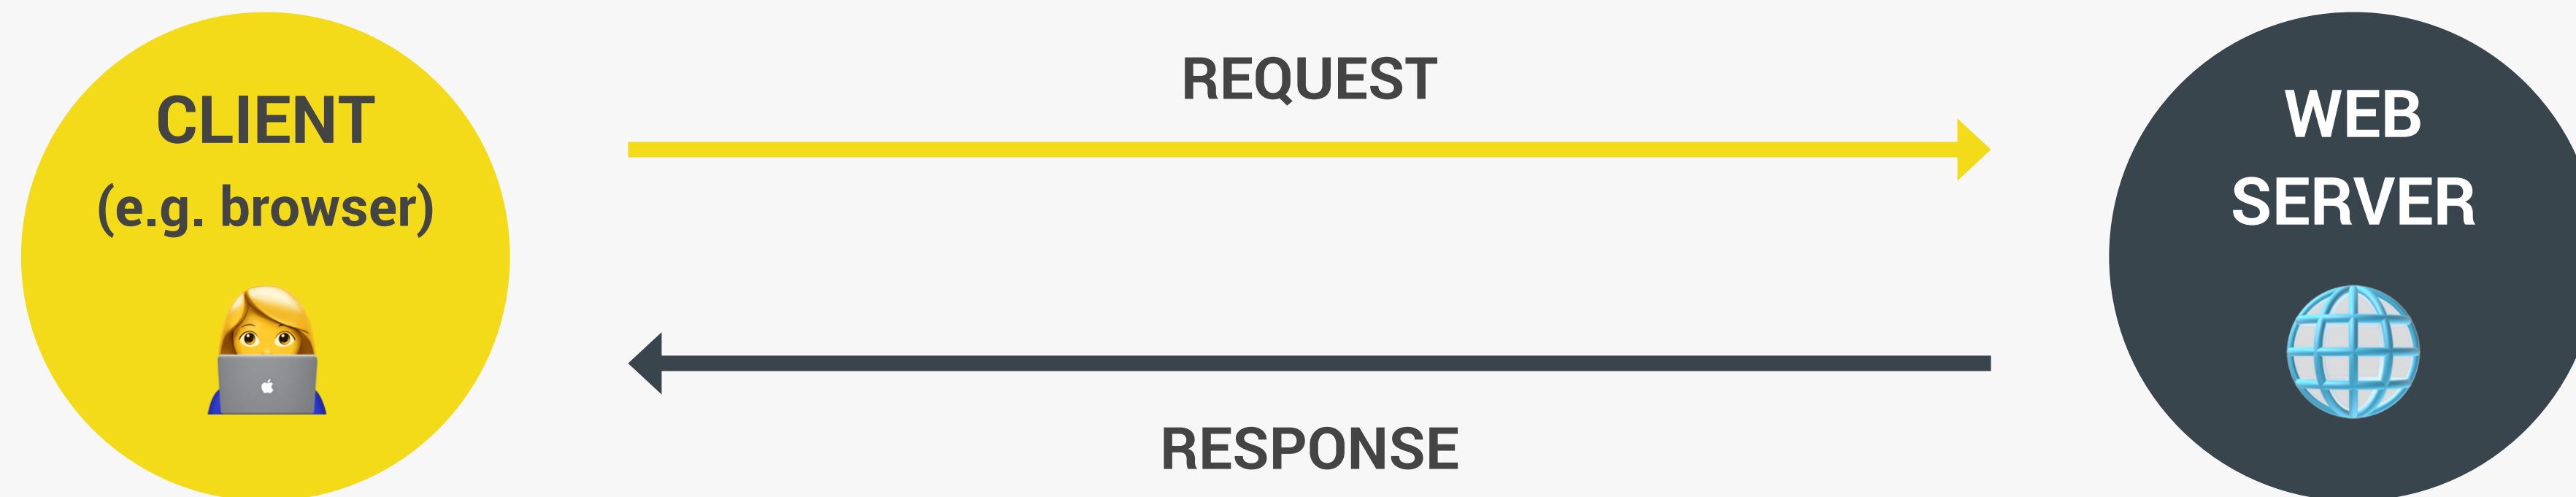 CLIENT
(e.g. browser)
REQUEST
RESPONSE
WEB
SERVER